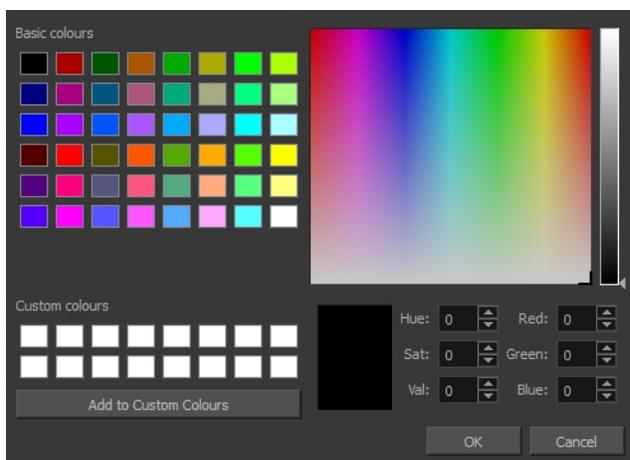 Basic colours
Custom colours
Add to Custom Colours
Hue: 0 Red: 0
Sat: 0 Green: 0
Val: 0 Blue: 0
OK Cancel